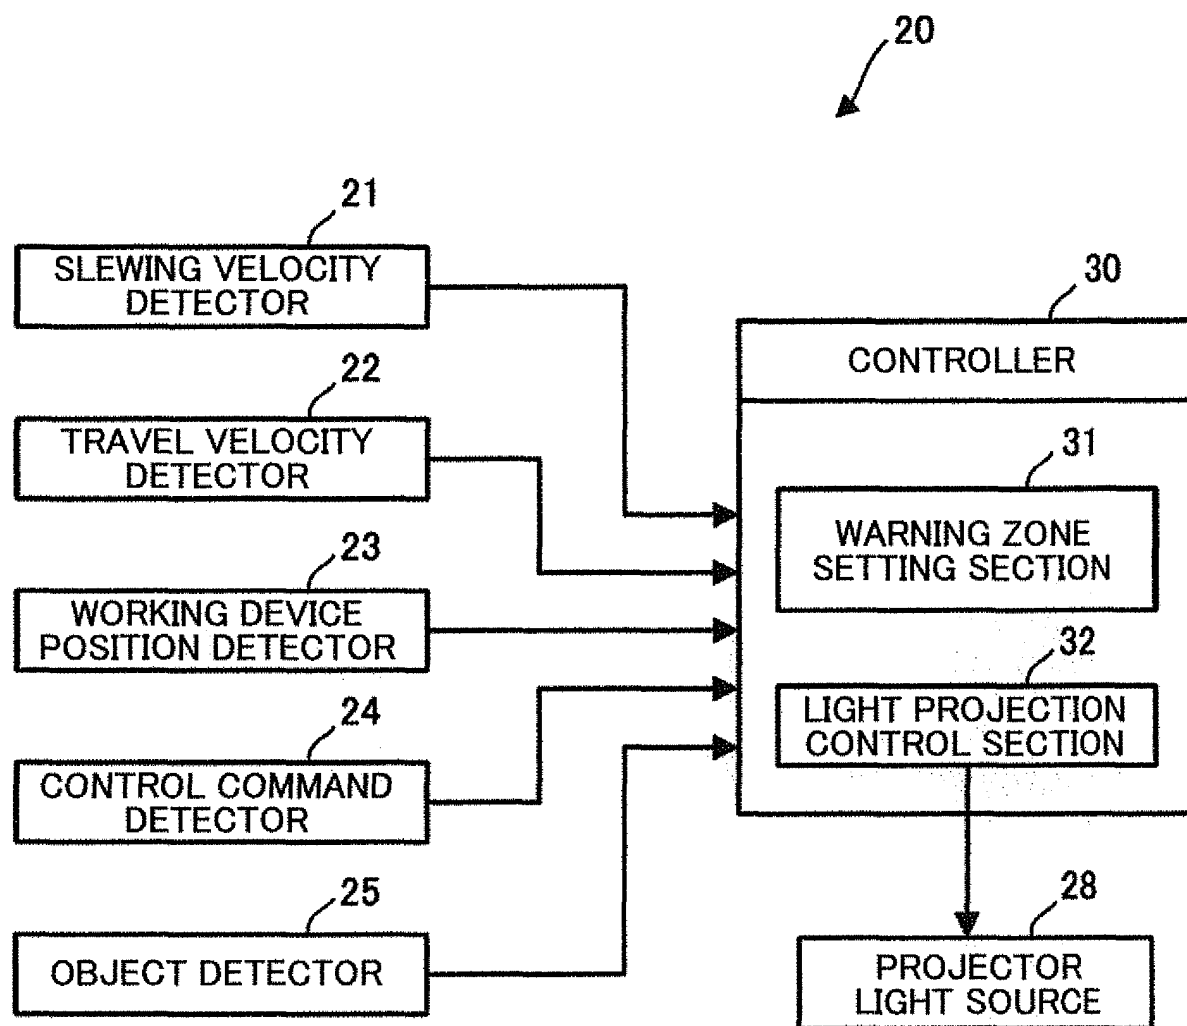 20
21
SLEWING VELOCITY
DETECTOR
22
TRAVEL VELOCITY
DETECTOR
23
WORKING DEVICE
POSITION DETECTOR
24
CONTROL COMMAND
DETECTOR
25
OBJECT DETECTOR
30
CONTROLLER
31
WARNING ZONE
SETTING SECTION
32
LIGHT PROJECTION
CONTROL SECTION
28
PROJECTOR
LIGHT SOURCE